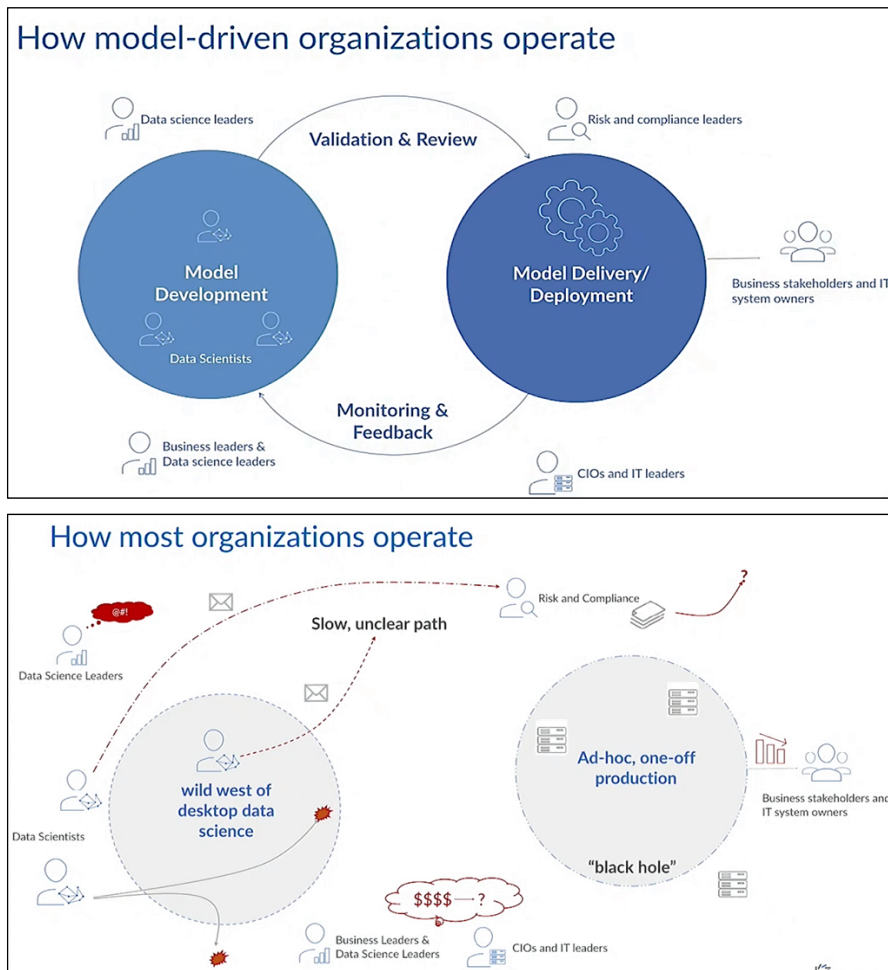 How model-driven organizations operate
Data science leaders
Risk and compliance leaders
Validation & Review
Model
Development
Model Delivery/
Deployment
Data Scientists
Business stakeholders and IT
system owners
Monitoring &
Feedback
Business leaders &
Data science leaders
CIOs and IT leaders
How most organizations operate
@#!
?
Risk and Compliance
Slow, unclear path
Data Science Leaders
wild west of
desktop data
science
Ad-hoc, one-off
production
Data Scientists
Business stakeholders and
IT system owners
"black hole"
$$$$ → ?
Business Leaders &
Data Science Leaders
CIOs and IT leaders